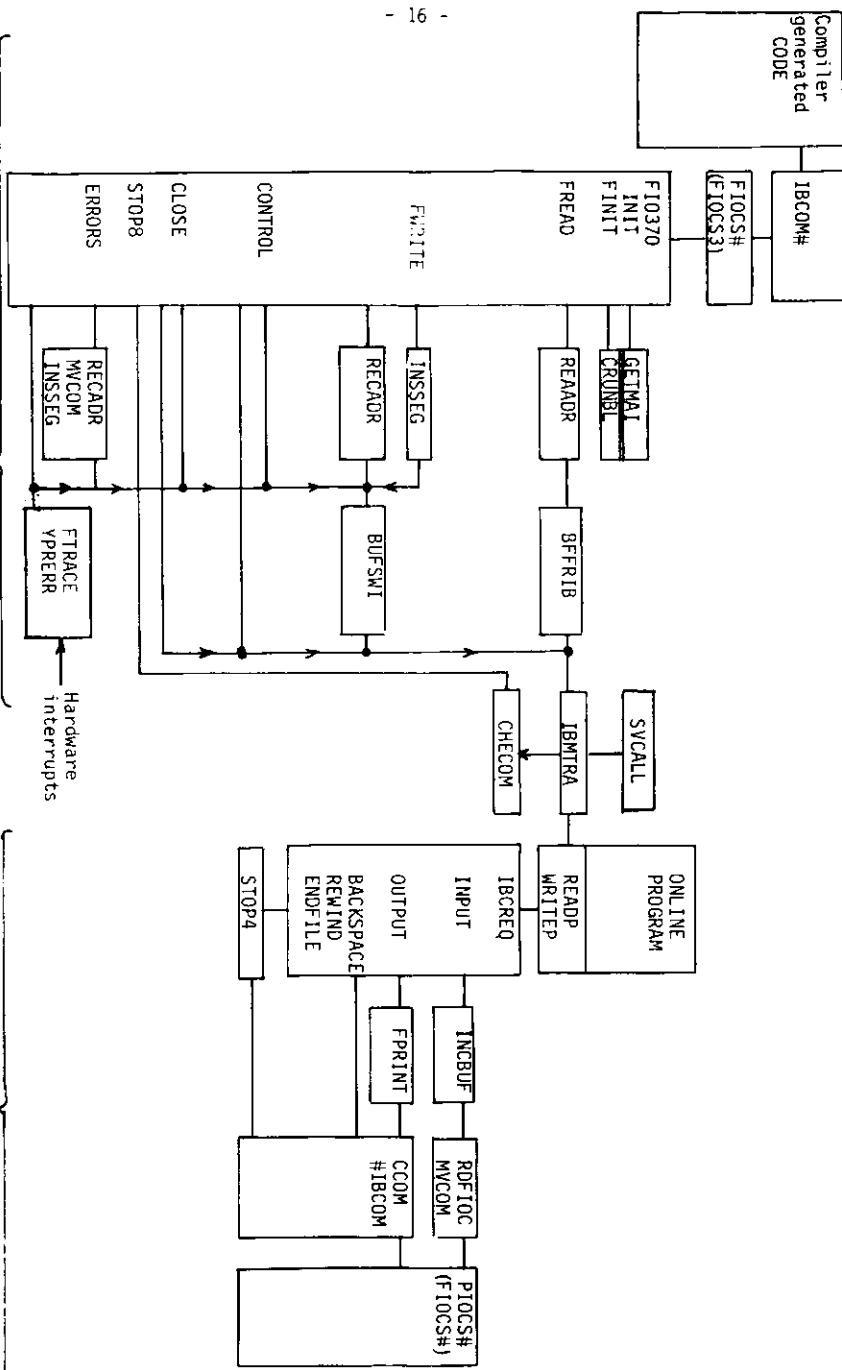 - 16 -
Compiler
generated
CODE
IBCOM#
FIOCS#
(FIOCS3)
FIO370
INIT
FINIT
FREAD
FWRITE
CONTROL
CLOSE
STOP8
ERRORS
GETMAI
CRUNBL
REAADR
INSSEG
RECADR
RECADR
MVCOM
INSSEG
BFFRIB
BUFSWI
FTRACE
YPRERR
Hardware
interrupts
SVCALL
IBMTRA
CHECOM
ONLINE
PROGRAM
READP
WRITEP
IBCREQ
INPUT
OUTPUT
BACKSPACE
REWIND
ENDFILE
STOP4
INCBUF
FPRINT
RDFIOC
MVCOM
CCOM
#IBCOM
PIOCS#
(FIOCS#)